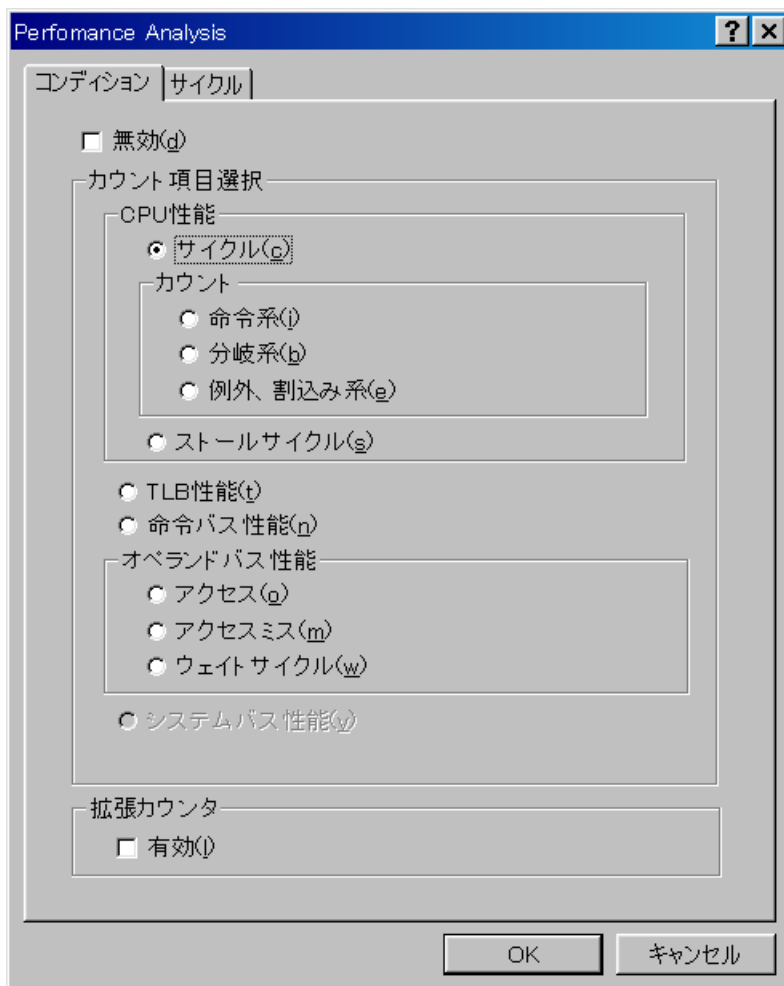 Perfomance Analysis
コンディション サイクル
無効(d)
カウント項目選択
CPU性能
サイクル(c)
カウント
命令系(i)
分岐系(b)
例外、割込み系(e)
ストールサイクル(s)
TLB性能(t)
命令バス性能(n)
オペランドバス性能
アクセス(o)
アクセスミス(m)
ウェイトサイクル(w)
システムバス性能(y)
拡張カウンタ
有効(l)
OK キャンセル